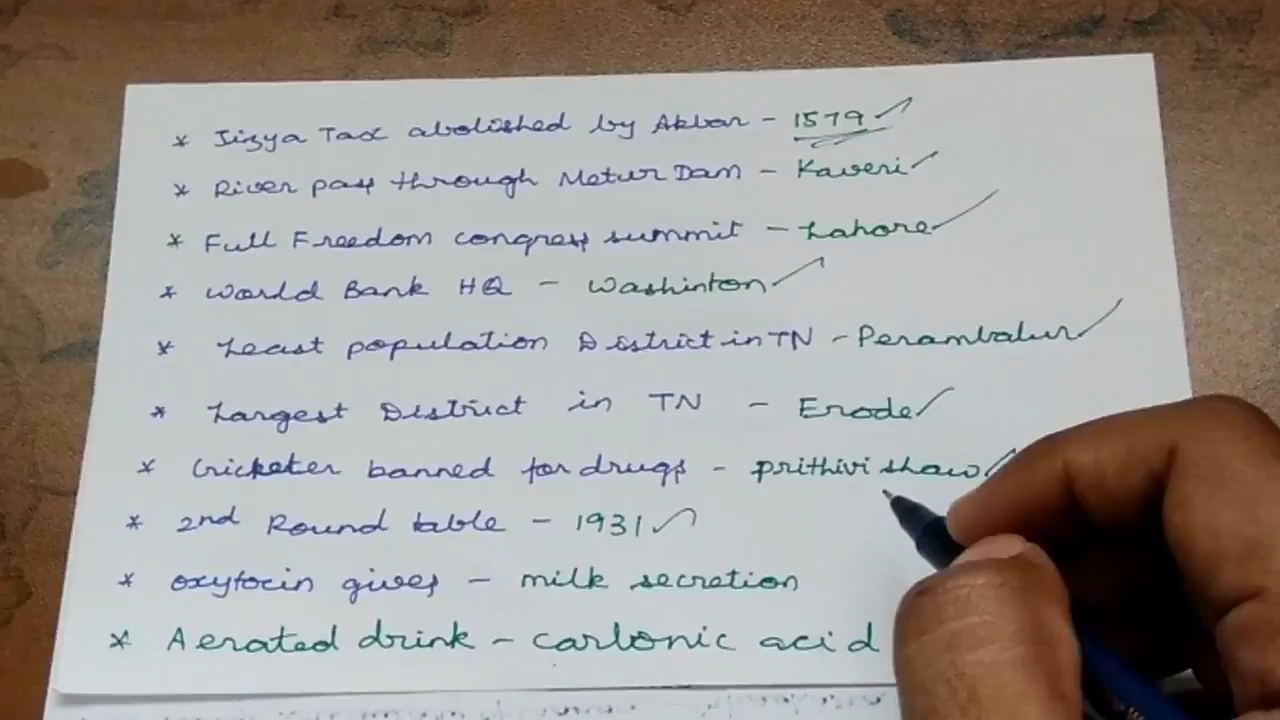 * Jizya Tax abolished by Akbar - 1579
* River pass through Metur Dam - Kaveri
* Full Freedom congress summit - Lahore
* World Bank HQ - Washinton
* Least population District in TN - Perambalur
* Largest District in TN - Erode
* Cricketer banned for drugs - prithivi shaw
* 2nd Round table - 1931
* oxytocin gives - milk secretion
* Aerated drink - carbonic acid